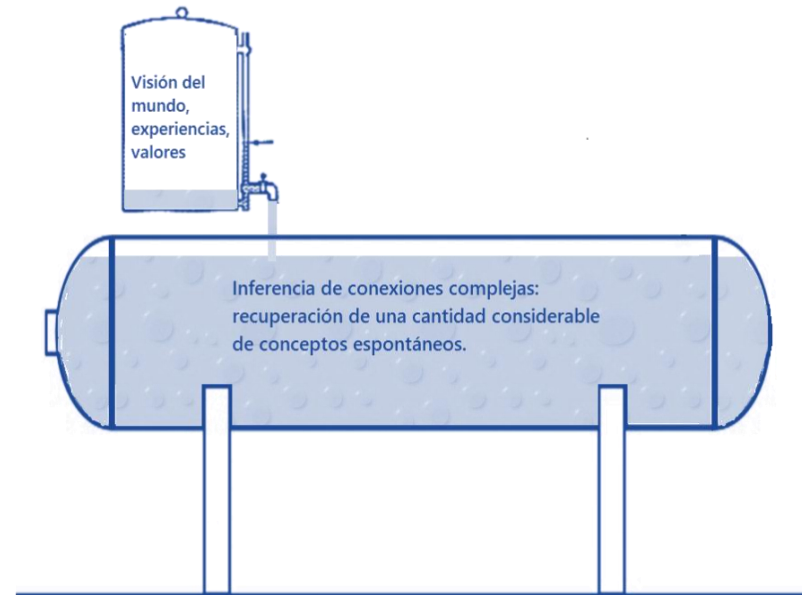 Visión del
mundo,
experiencias,
valores
Inferencia de conexiones complejas:
recuperación de una cantidad considerable
de conceptos espontáneos.